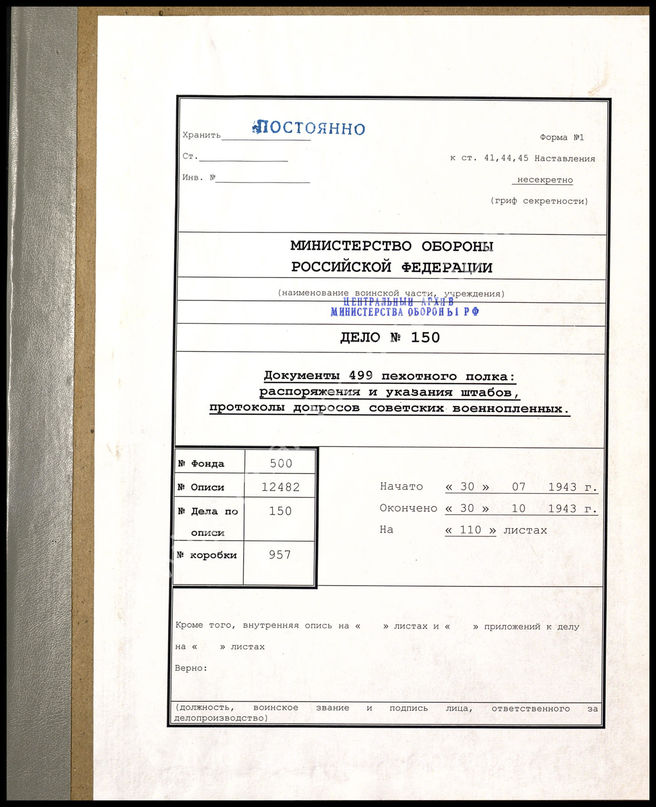 Хранить ПОСТОЯННО
Форма №1
Ст.
к ст. 41,44,45 Наставления
Инв. №
несекретно
(гриф секретности)
МИНИСТЕРСТВО ОБОРОНЫ
РОССИЙСКОЙ ФЕДЕРАЦИИ
(наименование воинской части, учреждения)
ЦЕНТРАЛЬНЫЙ АРХИВ
МИНИСТЕРСТВА ОБОРОНЫ РФ
ДЕЛО № 150
Документы 499 пехотного полка:
распоряжения и указания штабов,
протоколы допросов советских военнопленных.
№ Фонда 500
№ Описи 12482
№ Дела по 150
описи
№ коробки 957
Начато « 30 » 07 1943 г.
Окончено « 30 » 10 1943 г.
На « 110 » листах
Кроме того, внутренняя опись на « » листах и « » приложений к делу
на « » листах
Верно:
(должность, воинское звание и подпись лица, ответственного за
делопроизводство)